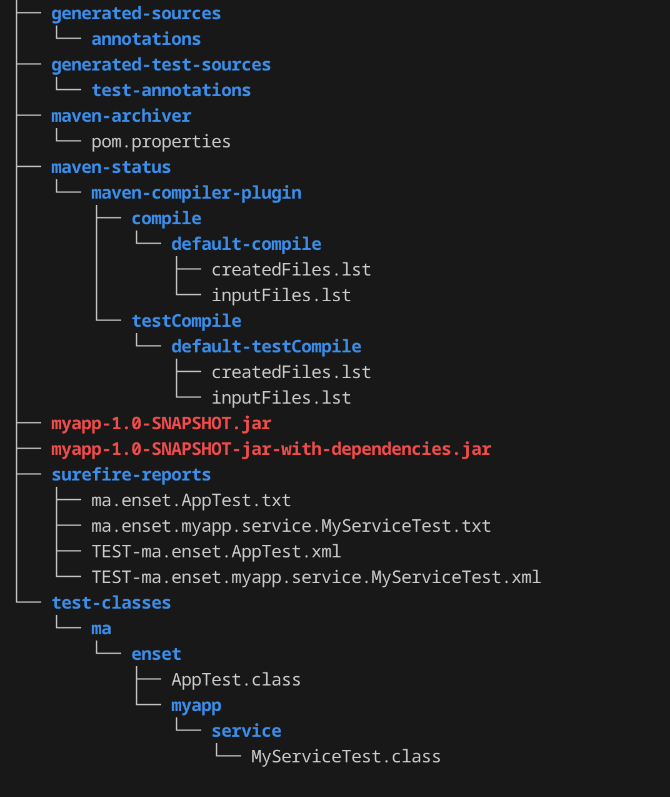 generated-sources
annotations
generated-test-sources
test-annotations
maven-archiver
pom.properties
maven-status
maven-compiler-plugin
compile
default-compile
createdFiles.lst
inputFiles.lst
testCompile
default-testCompile
createdFiles.lst
inputFiles.lst
myapp-1.0-SNAPSHOT.jar
myapp-1.0-SNAPSHOT-jar-with-dependencies.jar
surefire-reports
ma.enset.AppTest.txt
ma.enset.myapp.service.MyServiceTest.txt
TEST-ma.enset.AppTest.xml
TEST-ma.enset.myapp.service.MyServiceTest.xml
test-classes
ma
enset
AppTest.class
myapp
service
MyServiceTest.class